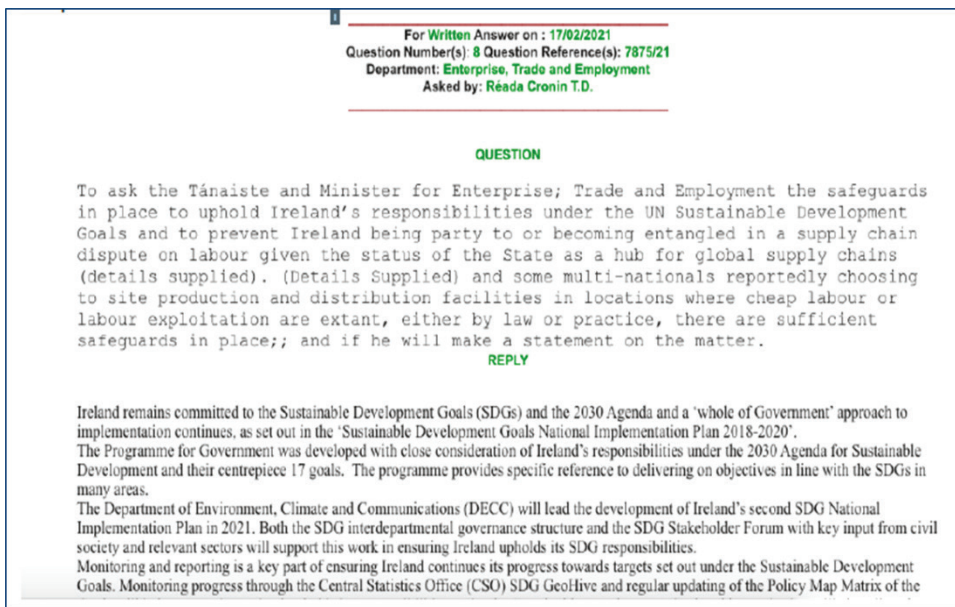 For Written Answer on : 17/02/2021
Question Number(s): 8 Question Reference(s): 7875/21
Department: Enterprise, Trade and Employment
Asked by: Réada Cronin T.D.
QUESTION
To ask the Tánaiste and Minister for Enterprise; Trade and Employment the safeguards
in place to uphold Ireland's responsibilities under the UN Sustainable Development
Goals and to prevent Ireland being party to or becoming entangled in a supply chain
dispute on labour given the status of the State as a hub for global supply chains
(details supplied). (Details Supplied) and some multi-nationals reportedly choosing
to site production and distribution facilities in locations where cheap labour or
labour exploitation are extant, either by law or practice, there are sufficient
safeguards in place;; and if he will make a statement on the matter.
REPLY
Ireland remains committed to the Sustainable Development Goals (SDGs) and the 2030 Agenda and a 'whole of Government' approach to
implementation continues, as set out in the 'Sustainable Development Goals National Implementation Plan 2018-2020'.
The Programme for Government was developed with close consideration of Ireland's responsibilities under the 2030 Agenda for Sustainable
Development and their centrepiece 17 goals. The programme provides specific reference to delivering on objectives in line with the SDGs in
many areas.
The Department of Environment, Climate and Communications (DECC) will lead the development of Ireland's second SDG National
Implementation Plan in 2021. Both the SDG interdepartmental governance structure and the SDG Stakeholder Forum with key input from civil
society and relevant sectors will support this work in ensuring Ireland upholds its SDG responsibilities.
Monitoring and reporting is a key part of ensuring Ireland continues its progress towards targets set out under the Sustainable Development
Goals. Monitoring progress through the Central Statistics Office (CSO) SDG GeoHive and regular updating of the Policy Map Matrix of the